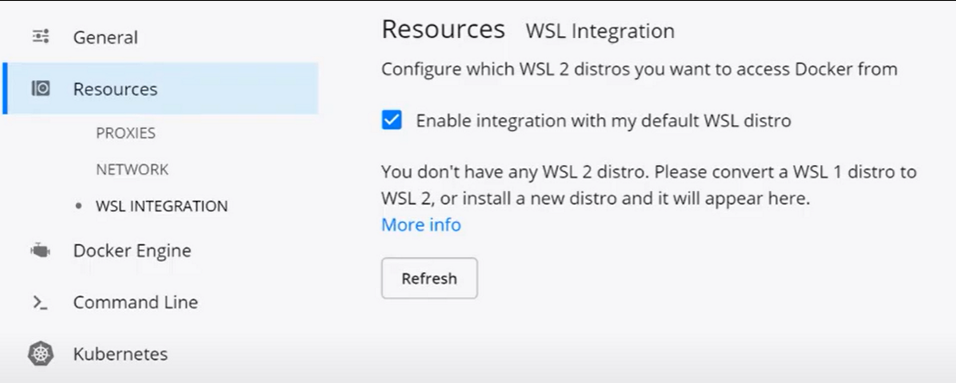 General
Resources
PROXIES
NETWORK
WSL INTEGRATION
Docker Engine
Command Line
Kubernetes
Resources WSL Integration
Configure which WSL 2 distros you want to access Docker from
Enable integration with my default WSL distro
You don't have any WSL 2 distro. Please convert a WSL 1 distro to
WSL 2, or install a new distro and it will appear here.
More info
Refresh